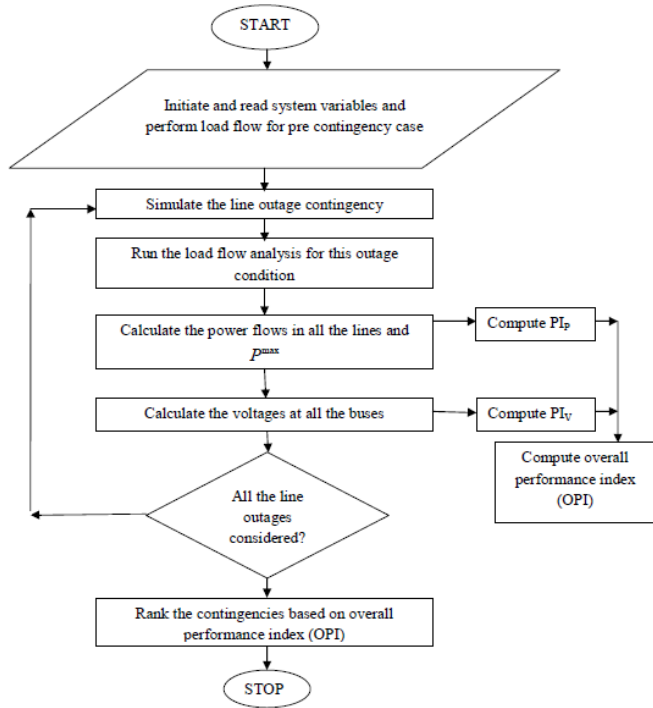 START
Initiate and read system variables and
perform load flow for pre contingency case
Simulate the line outage contingency
Run the load flow analysis for this outage
condition
Calculate the power flows in all the lines and
Pmax
Compute PIP
Calculate the voltages at all the buses
Compute PIV
Compute overall
performance index
(OPI)
All the line
outages
considered?
Rank the contingencies based on overall
performance index (OPI)
STOP